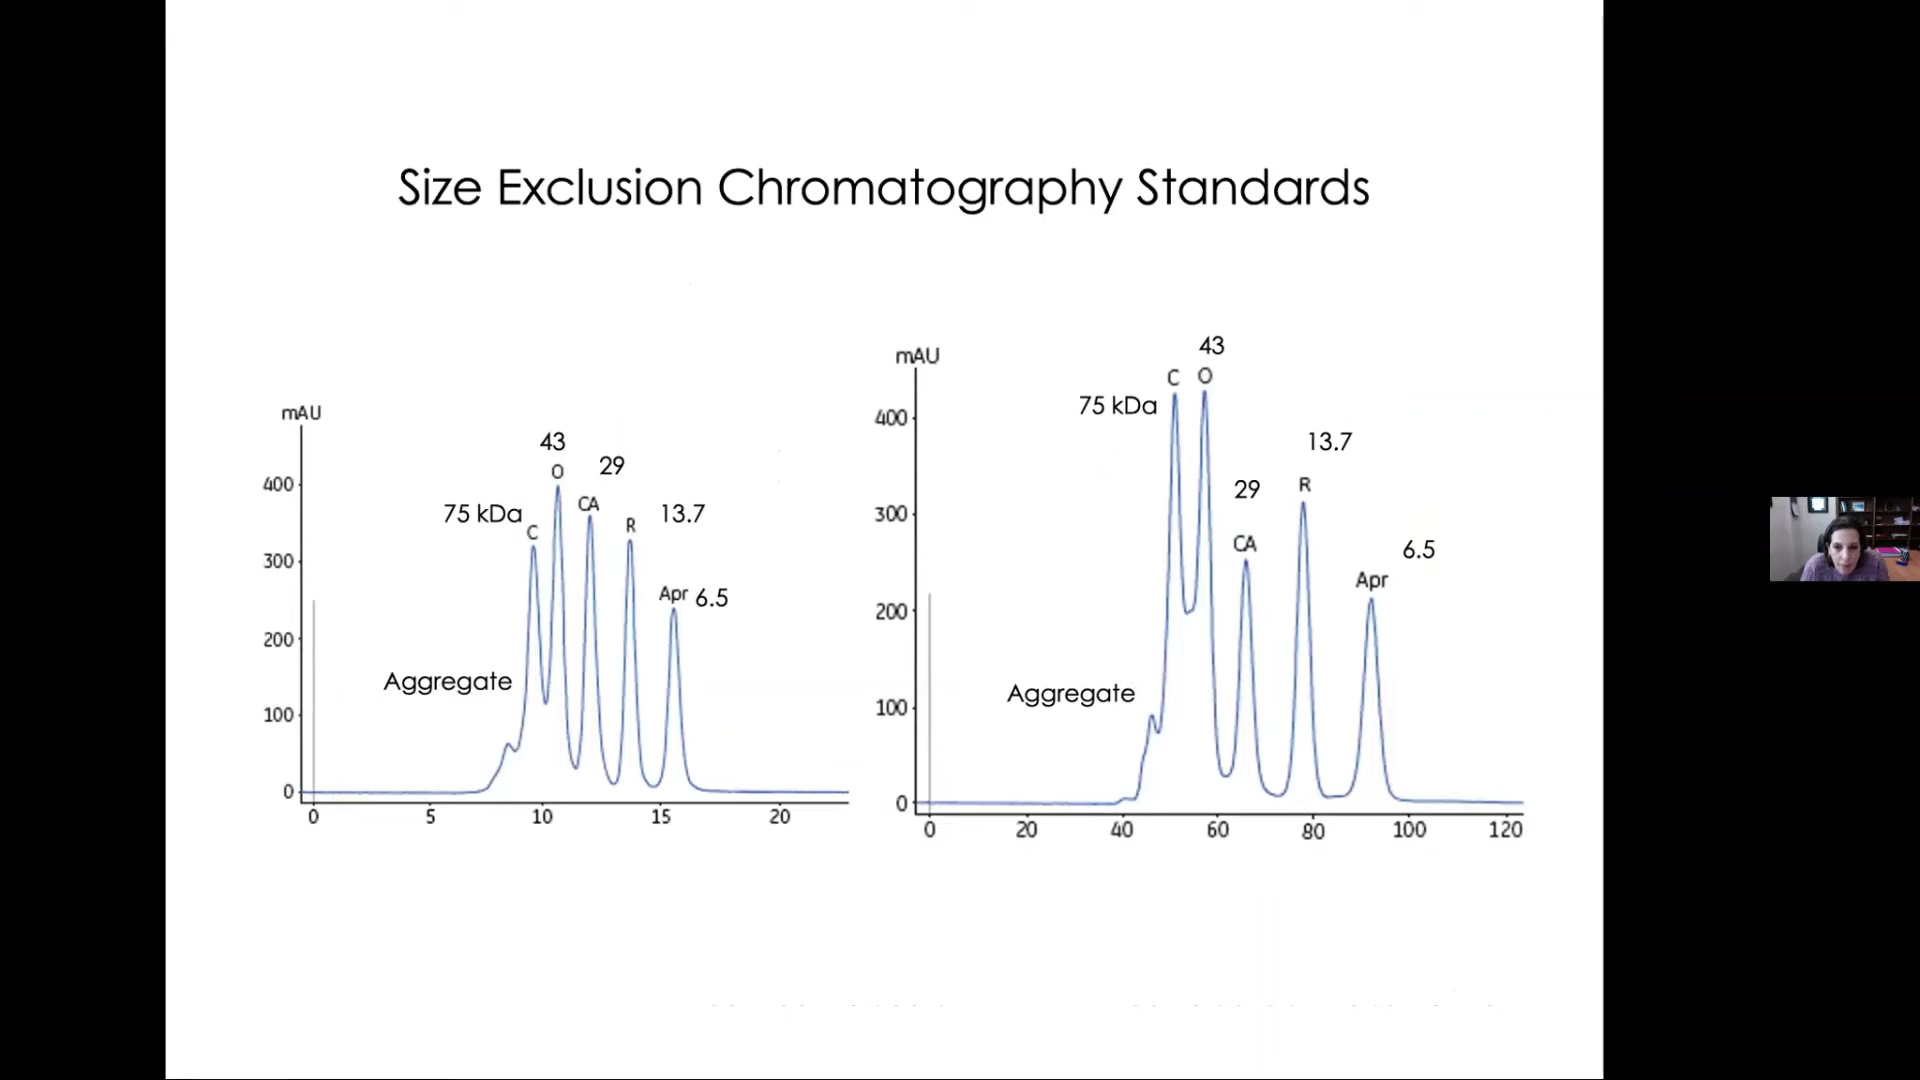 Size Exclusion Chromatography Standards
mAU
43
O
29
CA
75 kDa
C
R
13.7
Apr
6.5
Aggregate
400
300
200
100
0
0
5
10
15
20
mAU
43
C
O
75 kDa
13.7
29
R
CA
6.5
Apr
Aggregate
400
300
200
100
0
0
20
40
60
80
100
120